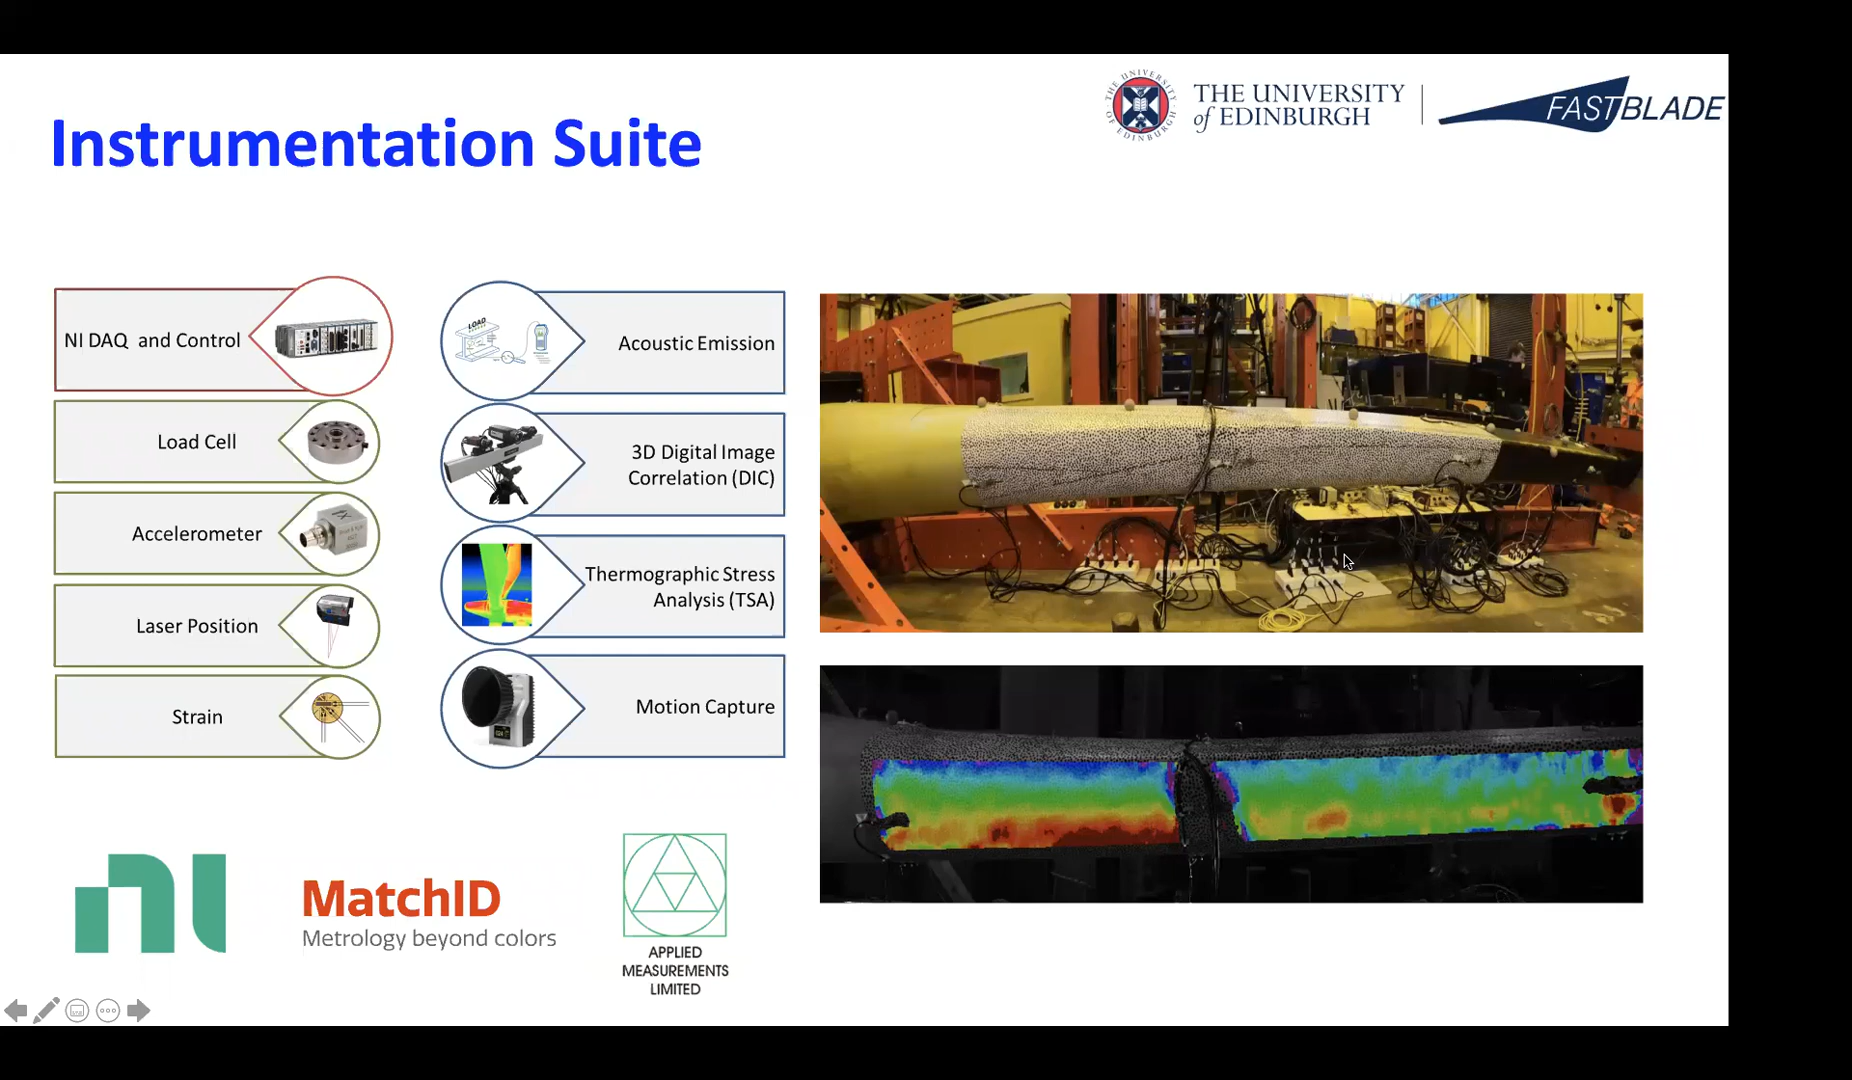 THE UNIVERSITY
of EDINBURGH
FASTBLADE
Instrumentation Suite
NI DAQ and Control
Load Cell
Accelerometer
Laser Position
Strain
LOAD
Acoustic Emission
3D Digital Image
Correlation (DIC)
Thermographic Stress
Analysis (TSA)
Motion Capture
MatchID
Metrology beyond colors
APPLIED
MEASUREMENTS
LIMITED